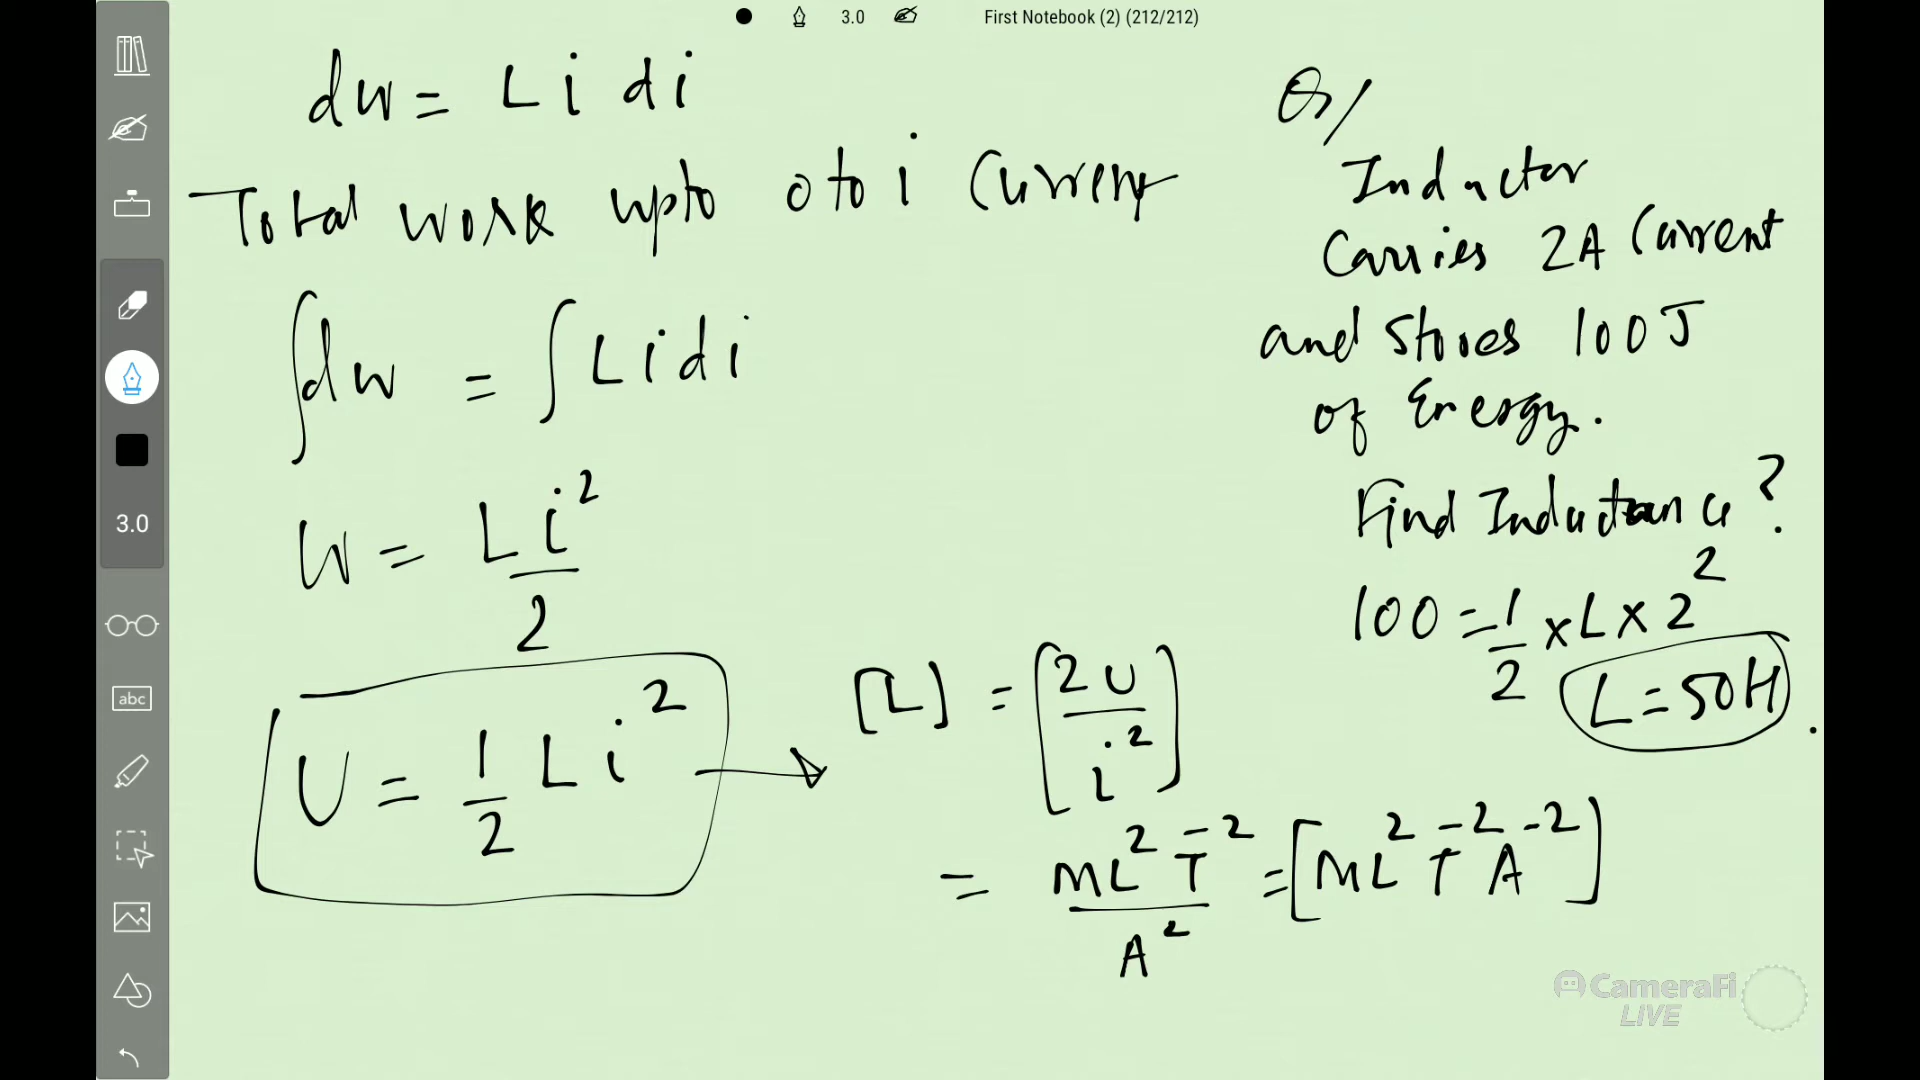 3.0
First Notebook (2) (212/212)
dw = L i di
Total work upto 0 to i Current
∫dw = ∫ L i di
W = L i² / 2
U = 1/2 L i²
[L] = [2U / i²]
= ML²T⁻² / A² = [ML²T⁻²A⁻²]
Q/
Inductor
Carries 2A Current
and Stores 100 J
of Energy.
Find Inductance ?
100 = 1/2 × L × 2²
L = 50H.
3.0
abc
CameraFi
LIVE